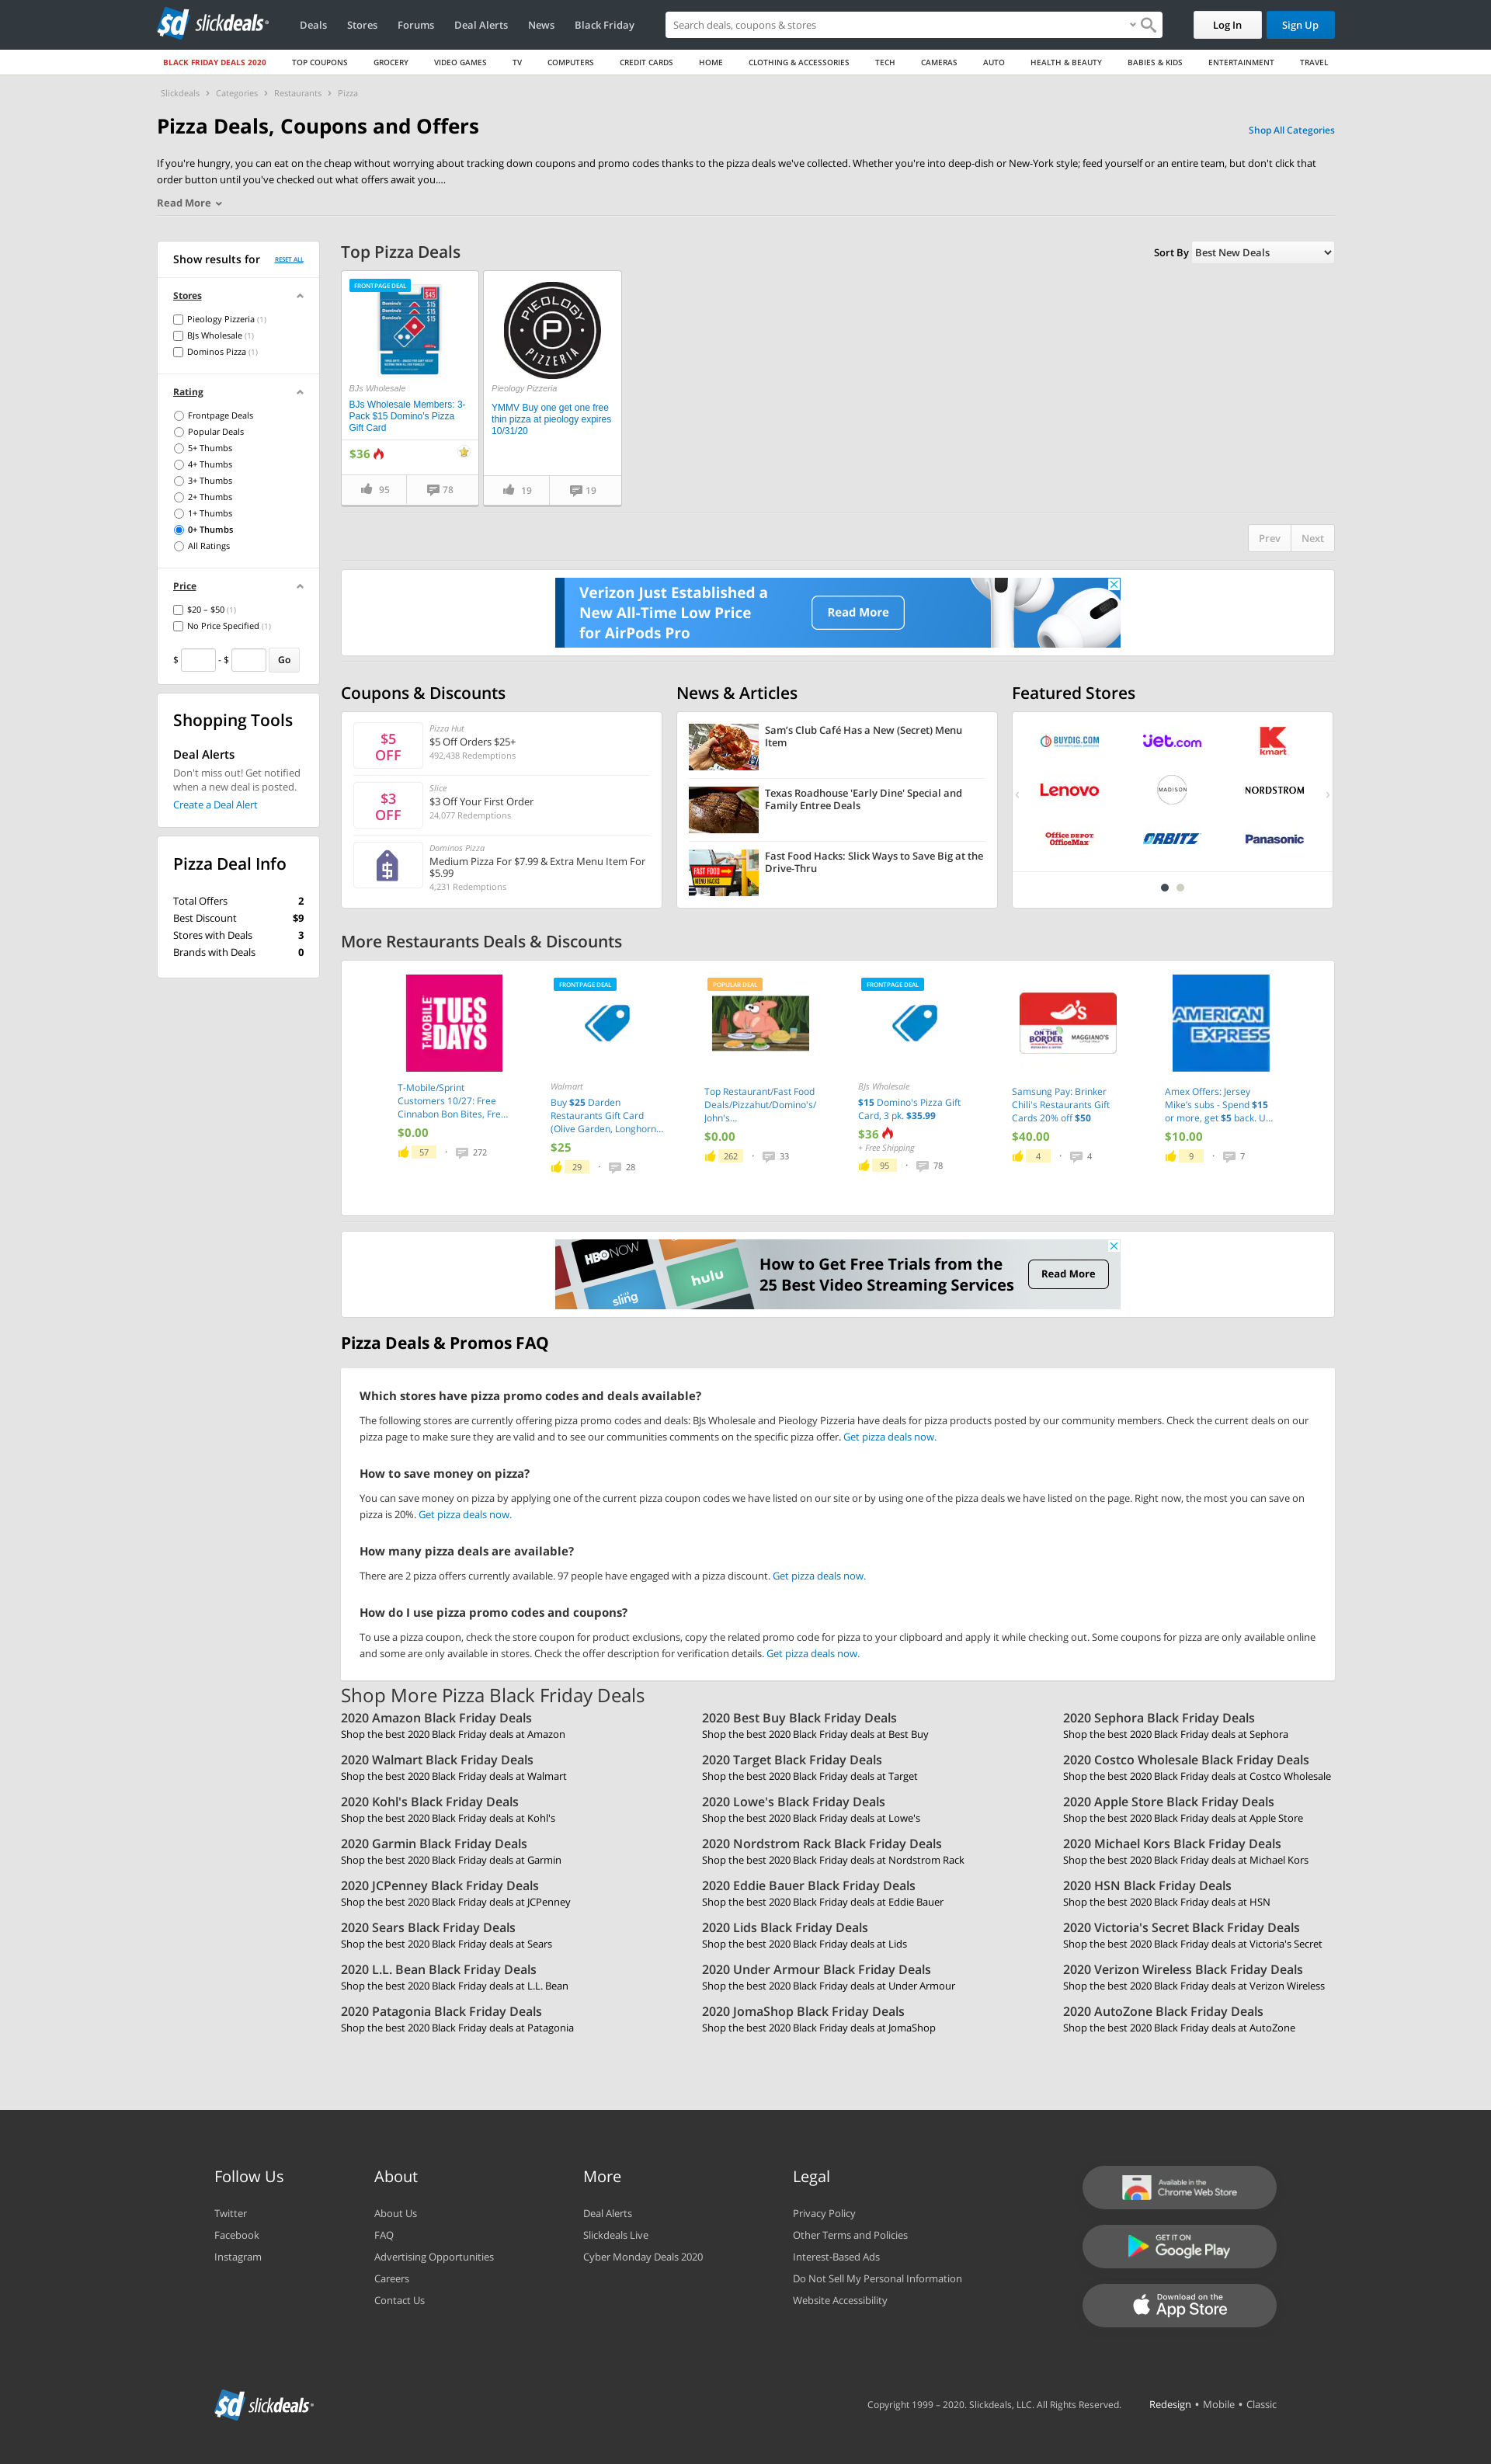 sd slickdeals®
Deals Stores Forums Deal Alerts News Black Friday
Search deals, coupons & stores
Log In
Sign Up
BLACK FRIDAY DEALS 2020 TOP COUPONS GROCERY VIDEO GAMES TV COMPUTERS CREDIT CARDS HOME CLOTHING & ACCESSORIES TECH CAMERAS AUTO HEALTH & BEAUTY BABIES & KIDS ENTERTAINMENT TRAVEL
Slickdeals > Categories > Restaurants > Pizza
Pizza Deals, Coupons and Offers
Shop All Categories
If you're hungry, you can eat on the cheap without worrying about tracking down coupons and promo codes thanks to the pizza deals we've collected. Whether you're into deep-dish or New-York style; feed yourself or an entire team, but don't click that
order button until you've checked out what offers await you....
Read More
Show results for
RESET ALL
Stores
Pieology Pizzeria (1)
BJs Wholesale (1)
Dominos Pizza (1)
Rating
Frontpage Deals
Popular Deals
5+ Thumbs
4+ Thumbs
3+ Thumbs
2+ Thumbs
1+ Thumbs
0+ Thumbs
All Ratings
Price
$20 – $50 (1)
No Price Specified (1)
$ - $ Go
Shopping Tools
Deal Alerts
Don't miss out! Get notified
when a new deal is posted.
Create a Deal Alert
Pizza Deal Info
Total Offers 2
Best Discount $9
Stores with Deals 3
Brands with Deals 0
Top Pizza Deals
Sort By Best New Deals
FRONTPAGE DEAL
$45
Domino's $15
Domino's $15
Domino's $15
BJs Wholesale
BJs Wholesale Members: 3-
Pack $15 Domino's Pizza
Gift Card
$36
95 78
PIEOLOGY
P
PIZZERIA
Pieology Pizzeria
YMMV Buy one get one free
thin pizza at pieology expires
10/31/20
19 19
Prev Next
Verizon Just Established a
New All-Time Low Price
for AirPods Pro
Read More
Coupons & Discounts
$5
OFF
Pizza Hut
$5 Off Orders $25+
492,438 Redemptions
$3
OFF
Slice
$3 Off Your First Order
24,077 Redemptions
Dominos Pizza
Medium Pizza For $7.99 & Extra Menu Item For
$5.99
4,231 Redemptions
News & Articles
Sam's Club Café Has a New (Secret) Menu
Item
Texas Roadhouse 'Early Dine' Special and
Family Entree Deals
FAST FOOD
MENU HACKS
Fast Food Hacks: Slick Ways to Save Big at the
Drive-Thru
Featured Stores
BUYDIG.COM
jet.com
K
kmart
Lenovo
MADISON
NORDSTROM
Office DEPOT
OfficeMax
ORBITZ
Panasonic
More Restaurants Deals & Discounts
T-MOBILE
TUES
DAYS
T-Mobile/Sprint
Customers 10/27: Free
Cinnabon Bon Bites, Fre...
$0.00
57 · 272
FRONTPAGE DEAL
Walmart
Buy $25 Darden
Restaurants Gift Card
(Olive Garden, Longhorn...
$25
29 · 28
POPULAR DEAL
Top Restaurant/Fast Food
Deals/Pizzahut/Domino's/
John's...
$0.00
262 · 33
FRONTPAGE DEAL
BJs Wholesale
$15 Domino's Pizza Gift
Card, 3 pk. $35.99
$36
+ Free Shipping
95 · 78
ON THE
BORDER
MAGGIANO'S
Samsung Pay: Brinker
Chili's Restaurants Gift
Cards 20% off $50
$40.00
4 · 4
AMERICAN
EXPRESS
Amex Offers: Jersey
Mike's subs - Spend $15
or more, get $5 back. U...
$10.00
9 · 7
HBO NOW
hulu
sling
How to Get Free Trials from the
25 Best Video Streaming Services
Read More
Pizza Deals & Promos FAQ
Which stores have pizza promo codes and deals available?
The following stores are currently offering pizza promo codes and deals: BJs Wholesale and Pieology Pizzeria have deals for pizza products posted by our community members. Check the current deals on our
pizza page to make sure they are valid and to see our communities comments on the specific pizza offer. Get pizza deals now.
How to save money on pizza?
You can save money on pizza by applying one of the current pizza coupon codes we have listed on our site or by using one of the pizza deals we have listed on the page. Right now, the most you can save on
pizza is 20%. Get pizza deals now.
How many pizza deals are available?
There are 2 pizza offers currently available. 97 people have engaged with a pizza discount. Get pizza deals now.
How do I use pizza promo codes and coupons?
To use a pizza coupon, check the store coupon for product exclusions, copy the related promo code for pizza to your clipboard and apply it while checking out. Some coupons for pizza are only available online
and some are only available in stores. Check the offer description for verification details. Get pizza deals now.
Shop More Pizza Black Friday Deals
2020 Amazon Black Friday Deals
Shop the best 2020 Black Friday deals at Amazon
2020 Best Buy Black Friday Deals
Shop the best 2020 Black Friday deals at Best Buy
2020 Sephora Black Friday Deals
Shop the best 2020 Black Friday deals at Sephora
2020 Walmart Black Friday Deals
Shop the best 2020 Black Friday deals at Walmart
2020 Target Black Friday Deals
Shop the best 2020 Black Friday deals at Target
2020 Costco Wholesale Black Friday Deals
Shop the best 2020 Black Friday deals at Costco Wholesale
2020 Kohl's Black Friday Deals
Shop the best 2020 Black Friday deals at Kohl's
2020 Lowe's Black Friday Deals
Shop the best 2020 Black Friday deals at Lowe's
2020 Apple Store Black Friday Deals
Shop the best 2020 Black Friday deals at Apple Store
2020 Garmin Black Friday Deals
Shop the best 2020 Black Friday deals at Garmin
2020 Nordstrom Rack Black Friday Deals
Shop the best 2020 Black Friday deals at Nordstrom Rack
2020 Michael Kors Black Friday Deals
Shop the best 2020 Black Friday deals at Michael Kors
2020 JCPenney Black Friday Deals
Shop the best 2020 Black Friday deals at JCPenney
2020 Eddie Bauer Black Friday Deals
Shop the best 2020 Black Friday deals at Eddie Bauer
2020 HSN Black Friday Deals
Shop the best 2020 Black Friday deals at HSN
2020 Sears Black Friday Deals
Shop the best 2020 Black Friday deals at Sears
2020 Lids Black Friday Deals
Shop the best 2020 Black Friday deals at Lids
2020 Victoria's Secret Black Friday Deals
Shop the best 2020 Black Friday deals at Victoria's Secret
2020 L.L. Bean Black Friday Deals
Shop the best 2020 Black Friday deals at L.L. Bean
2020 Under Armour Black Friday Deals
Shop the best 2020 Black Friday deals at Under Armour
2020 Verizon Wireless Black Friday Deals
Shop the best 2020 Black Friday deals at Verizon Wireless
2020 Patagonia Black Friday Deals
Shop the best 2020 Black Friday deals at Patagonia
2020 JomaShop Black Friday Deals
Shop the best 2020 Black Friday deals at JomaShop
2020 AutoZone Black Friday Deals
Shop the best 2020 Black Friday deals at AutoZone
Follow Us
Twitter
Facebook
Instagram
About
About Us
FAQ
Advertising Opportunities
Careers
Contact Us
More
Deal Alerts
Slickdeals Live
Cyber Monday Deals 2020
Legal
Privacy Policy
Other Terms and Policies
Interest-Based Ads
Do Not Sell My Personal Information
Website Accessibility
Available in the
Chrome Web Store
GET IT ON
Google Play
Download on the
App Store
sd slickdeals®
Copyright 1999 – 2020. Slickdeals, LLC. All Rights Reserved.
Redesign • Mobile • Classic